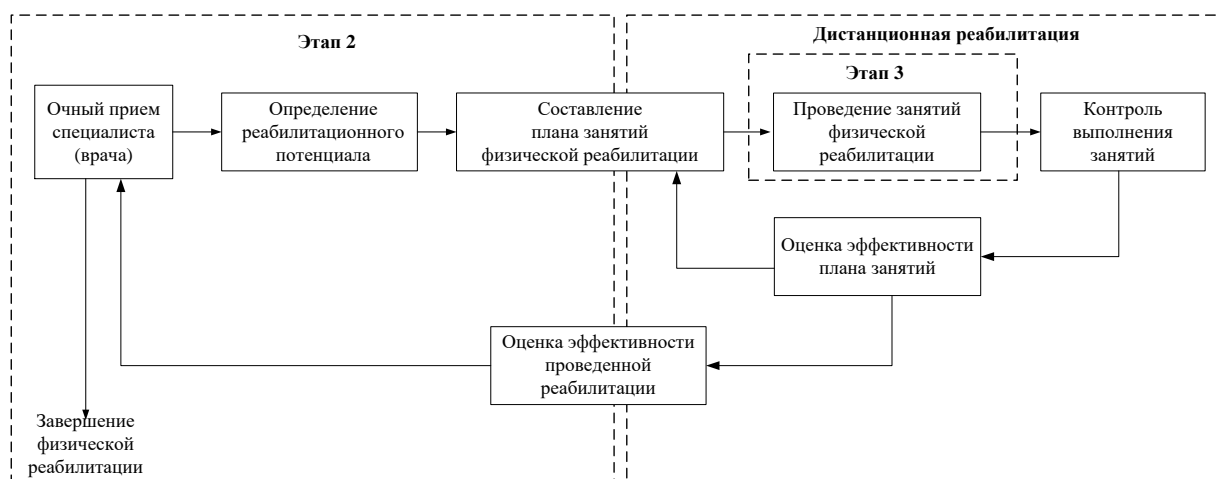 Этап 2
Дистанционная реабилитация
Этап 3
Очный прием
специалиста
(врача)
Определение
реабилитационного
потенциала
Составление
плана занятий
физической реабилитации
Проведение занятий
физической
реабилитации
Контроль
выполнения
занятий
Оценка эффективности
плана занятий
Оценка эффективности
проведенной
реабилитации
Завершение
физической
реабилитации